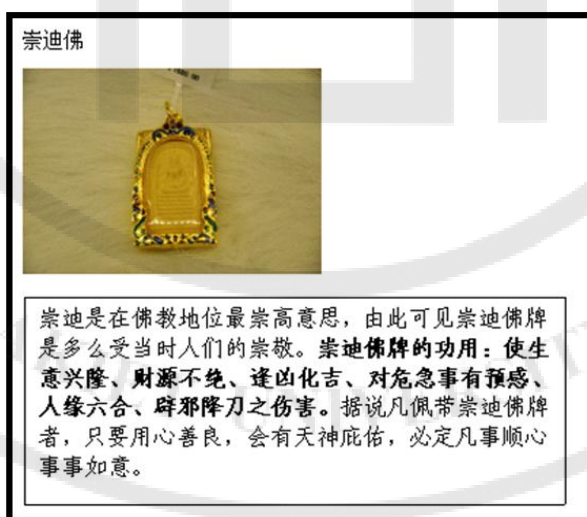 崇迪佛
崇迪是在佛教地位最崇高意思，由此可见崇迪佛牌
是多么受当时人们的崇敬。崇迪佛牌的功用：使生
意兴隆、财源不绝、逢凶化吉、对危急事有预感、
人缘六合、辟邪降刀之伤害。据说凡佩带崇迪佛牌
者，只要用心善良，会有天神庇佑，必定凡事顺心
事事如意。